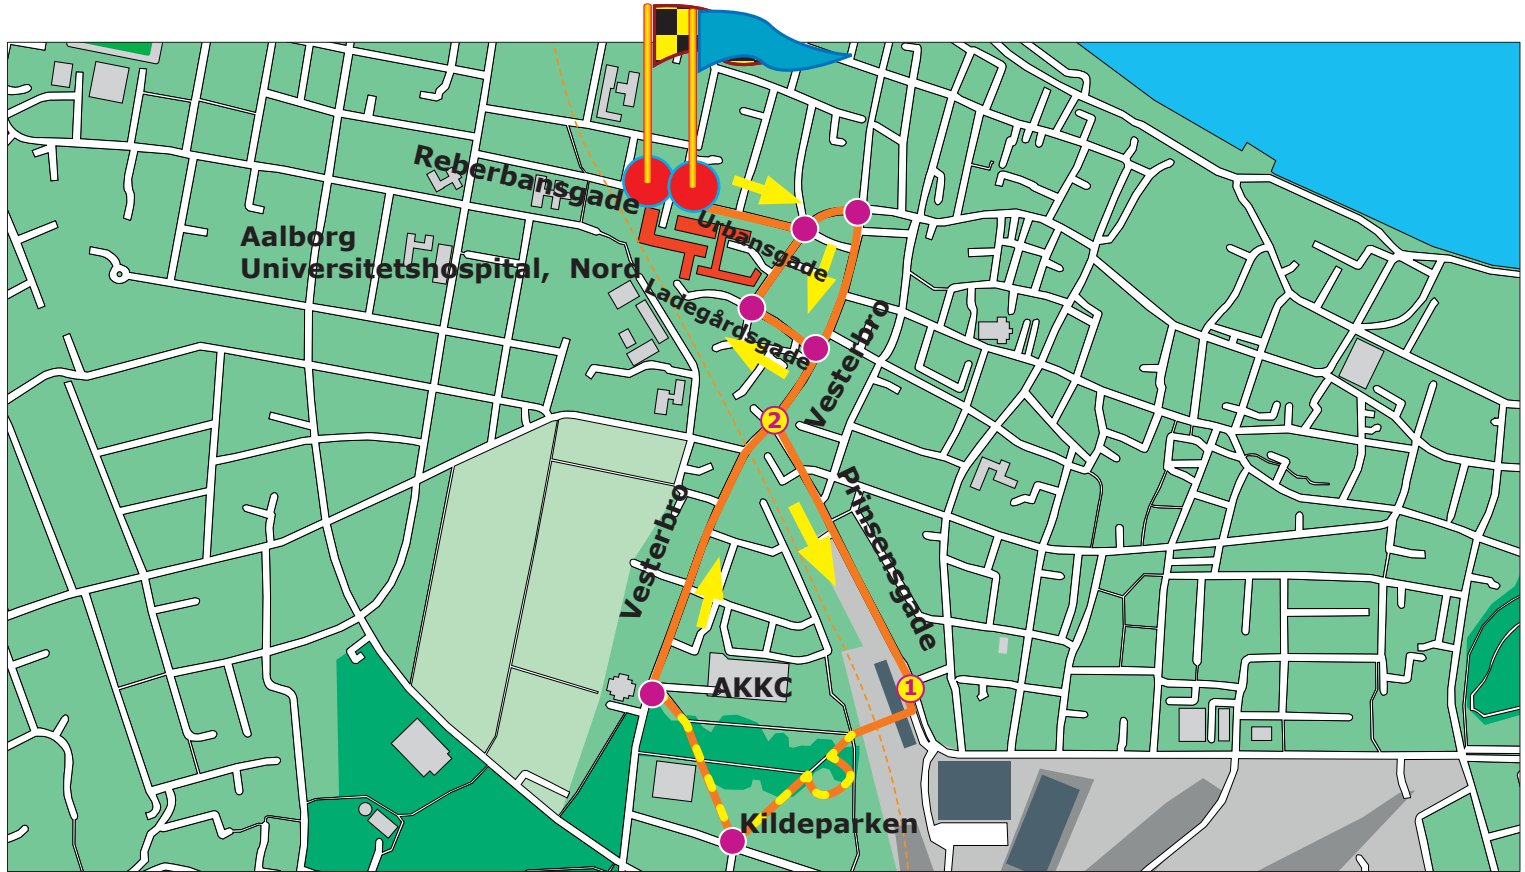 Reberbansgade
Urbansgade
Aalborg
Universitetshospital, Nord
Ladegårdsgade
Vesterbro
2
Prinsensgade
Vesterbro
AKKC
1
Kildeparken